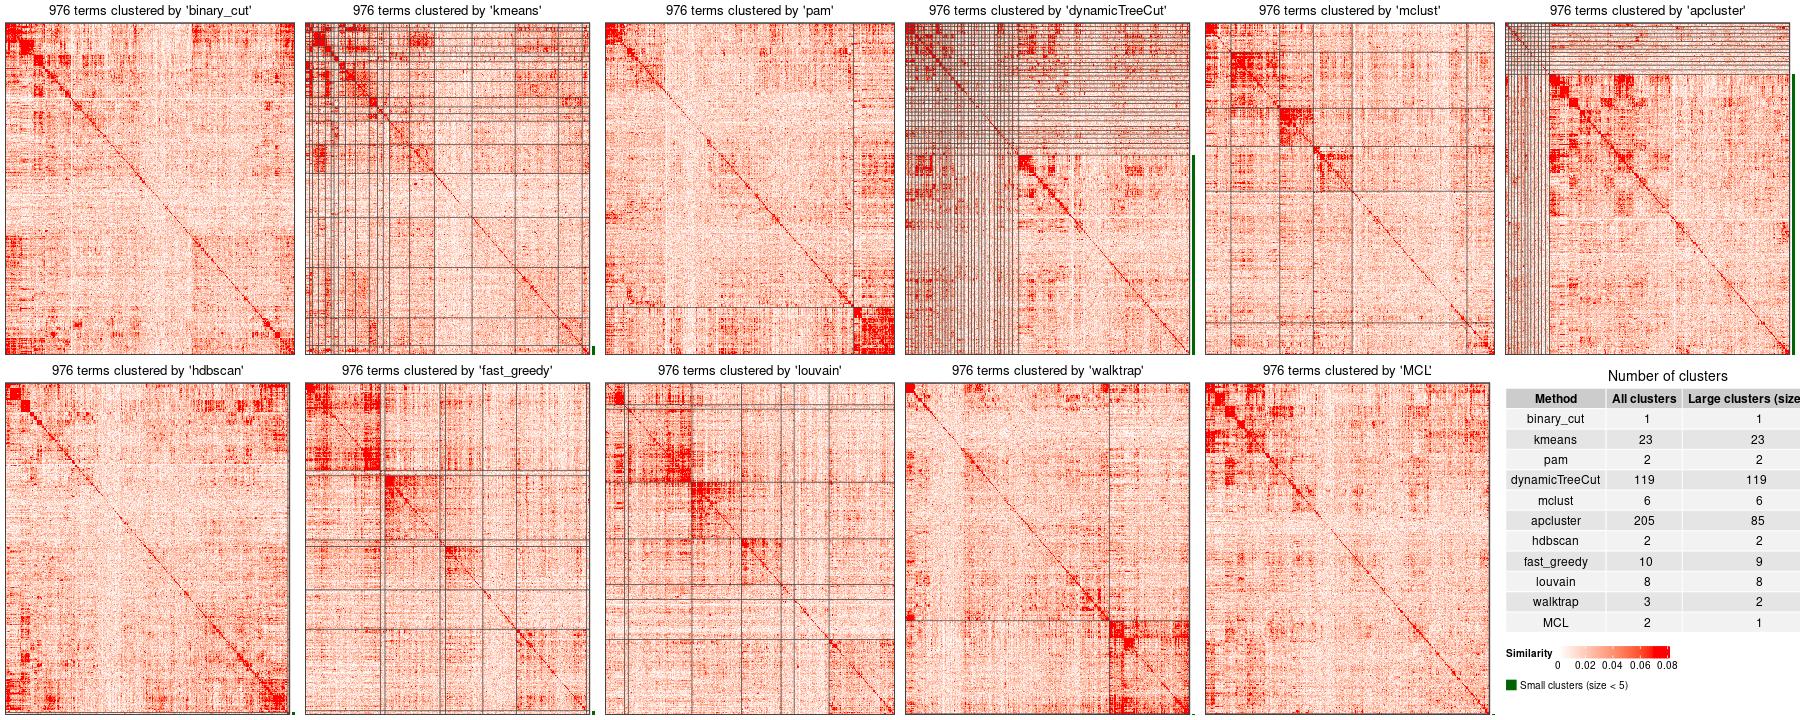 976 terms clustered by 'binary_cut'
976 terms clustered by 'kmeans'
976 terms clustered by 'pam'
976 terms clustered by 'dynamicTreeCut'
976 terms clustered by 'mclust'
976 terms clustered by 'apcluster'
976 terms clustered by 'hdbscan'
976 terms clustered by 'fast_greedy'
976 terms clustered by 'louvain'
976 terms clustered by 'walktrap'
976 terms clustered by 'MCL'
Number of clusters
Method All clusters Large clusters (size
binary_cut 1 1
kmeans 23 23
pam 2 2
dynamicTreeCut 119 119
mclust 6 6
apcluster 205 85
hdbscan 2 2
fast_greedy 10 9
louvain 8 8
walktrap 3 2
MCL 2 1
Similarity
0 0.02 0.04 0.06 0.08
Small clusters (size < 5)